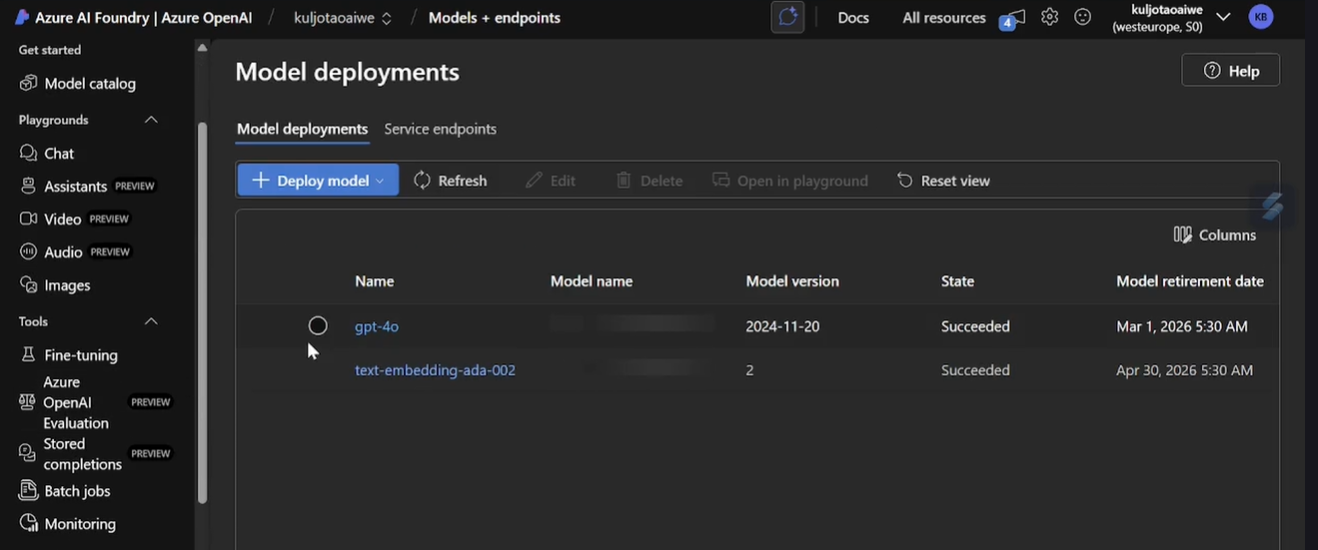 Azure AI Foundry | Azure OpenAI / kuljotaoaiwe / Models + endpoints Docs All resources 4 kuljotaoaiwe (westeurope, S0) KB
Get started
Model catalog
Playgrounds
Chat
Assistants PREVIEW
Video PREVIEW
Audio PREVIEW
Images
Tools
Fine-tuning
Azure
OpenAI PREVIEW
Evaluation
Stored
completions PREVIEW
Batch jobs
Monitoring
Model deployments
Help
Model deployments Service endpoints
Deploy model Refresh Edit Delete Open in playground Reset view
Columns
Name Model name Model version State Model retirement date
gpt-4o 2024-11-20 Succeeded Mar 1, 2026 5:30 AM
text-embedding-ada-002 2 Succeeded Apr 30, 2026 5:30 AM